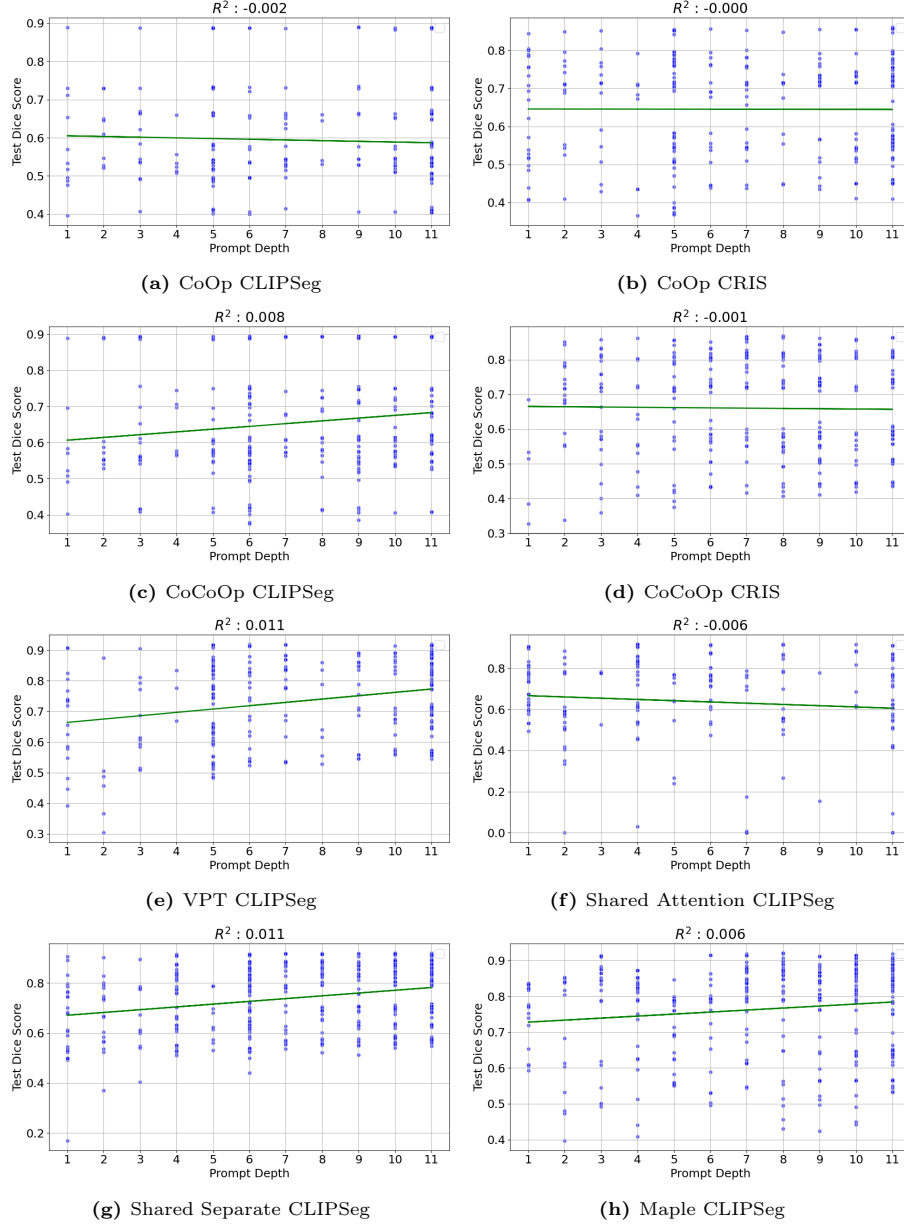 R² : -0.002
Test Dice Score
0.9
0.8
0.7
0.6
0.5
0.4
1 2 3 4 5 6 7 8 9 10 11
Prompt Depth
(a) CoOp CLIPSeg
R² : -0.000
Test Dice Score
0.8
0.7
0.6
0.5
0.4
1 2 3 4 5 6 7 8 9 10 11
Prompt Depth
(b) CoOp CRIS
R² : 0.008
Test Dice Score
0.9
0.8
0.7
0.6
0.5
0.4
1 2 3 4 5 6 7 8 9 10 11
Prompt Depth
(c) CoCoOp CLIPSeg
R² : -0.001
Test Dice Score
0.8
0.7
0.6
0.5
0.4
0.3
1 2 3 4 5 6 7 8 9 10 11
Prompt Depth
(d) CoCoOp CRIS
R² : 0.011
Test Dice Score
0.9
0.8
0.7
0.6
0.5
0.4
0.3
1 2 3 4 5 6 7 8 9 10 11
Prompt Depth
(e) VPT CLIPSeg
R² : -0.006
Test Dice Score
0.8
0.6
0.4
0.2
0.0
1 2 3 4 5 6 7 8 9 10 11
Prompt Depth
(f) Shared Attention CLIPSeg
R² : 0.011
Test Dice Score
0.8
0.6
0.4
0.2
1 2 3 4 5 6 7 8 9 10 11
Prompt Depth
(g) Shared Separate CLIPSeg
R² : 0.006
Test Dice Score
0.9
0.8
0.7
0.6
0.5
0.4
1 2 3 4 5 6 7 8 9 10 11
Prompt Depth
(h) Maple CLIPSeg